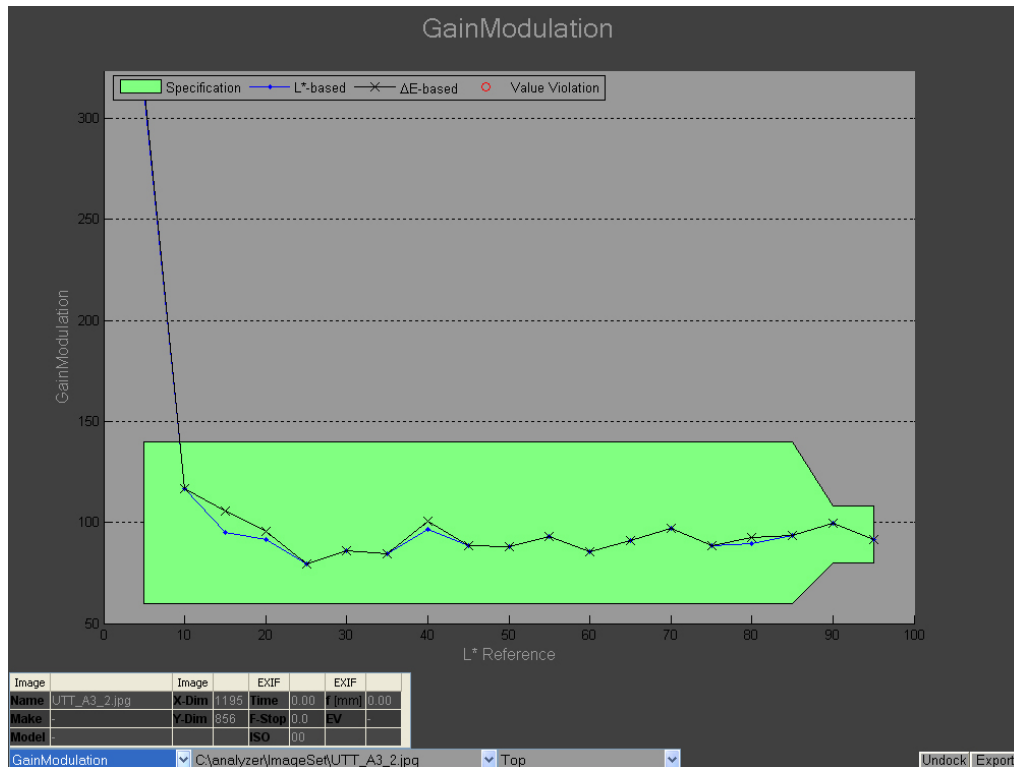 GainModulation
Specification L*-based ΔE-based Value Violation
300
250
200
150
100
50
GainModulation
0 10 20 30 40 50 60 70 80 90 100
L* Reference
Image Image EXIF EXIF
Name UTT_A3_2.jpg X-Dim 1195 Time 0.00 f [mm] 0.00
Make - Y-Dim 856 F-Stop 0.0 EV -
Model - ISO 00
GainModulation C:\analyzer\ImageSet\UTT_A3_2.jpg Top Undock Export